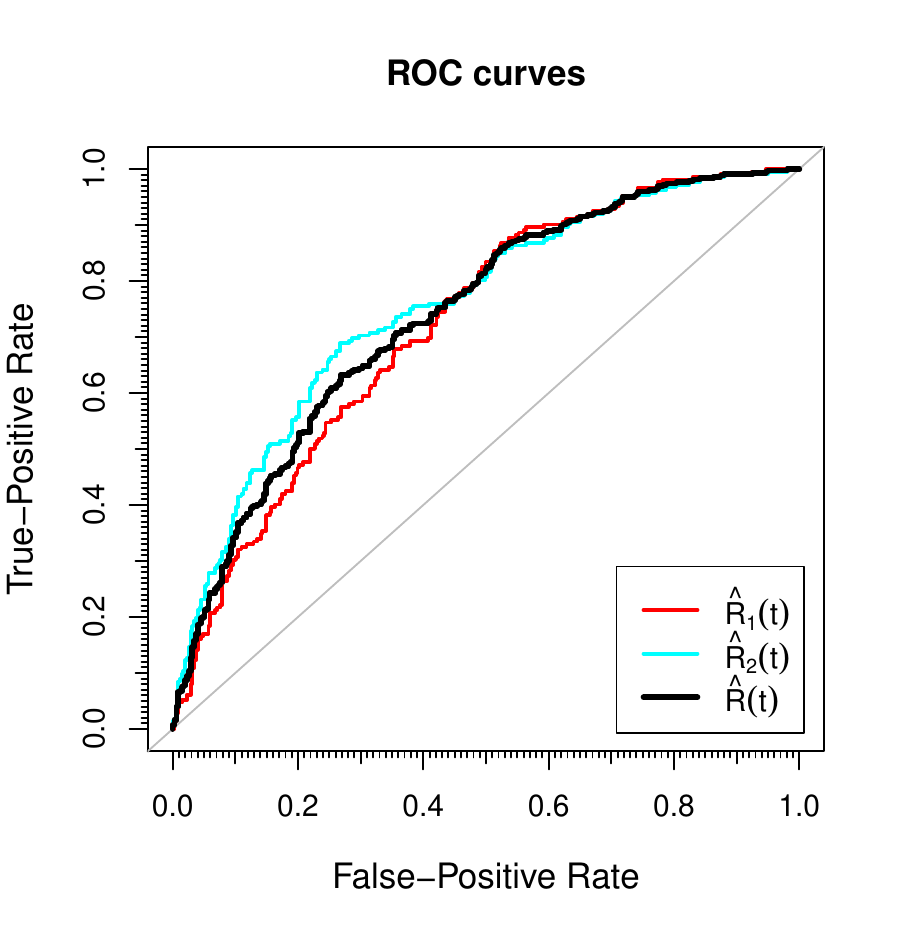 ROC curves
True−Positive Rate
1.0
0.8
0.6
0.4
0.2
0.0
0.0 0.2 0.4 0.6 0.8 1.0
False−Positive Rate
R̂₁(t)
R̂₂(t)
R̂(t)